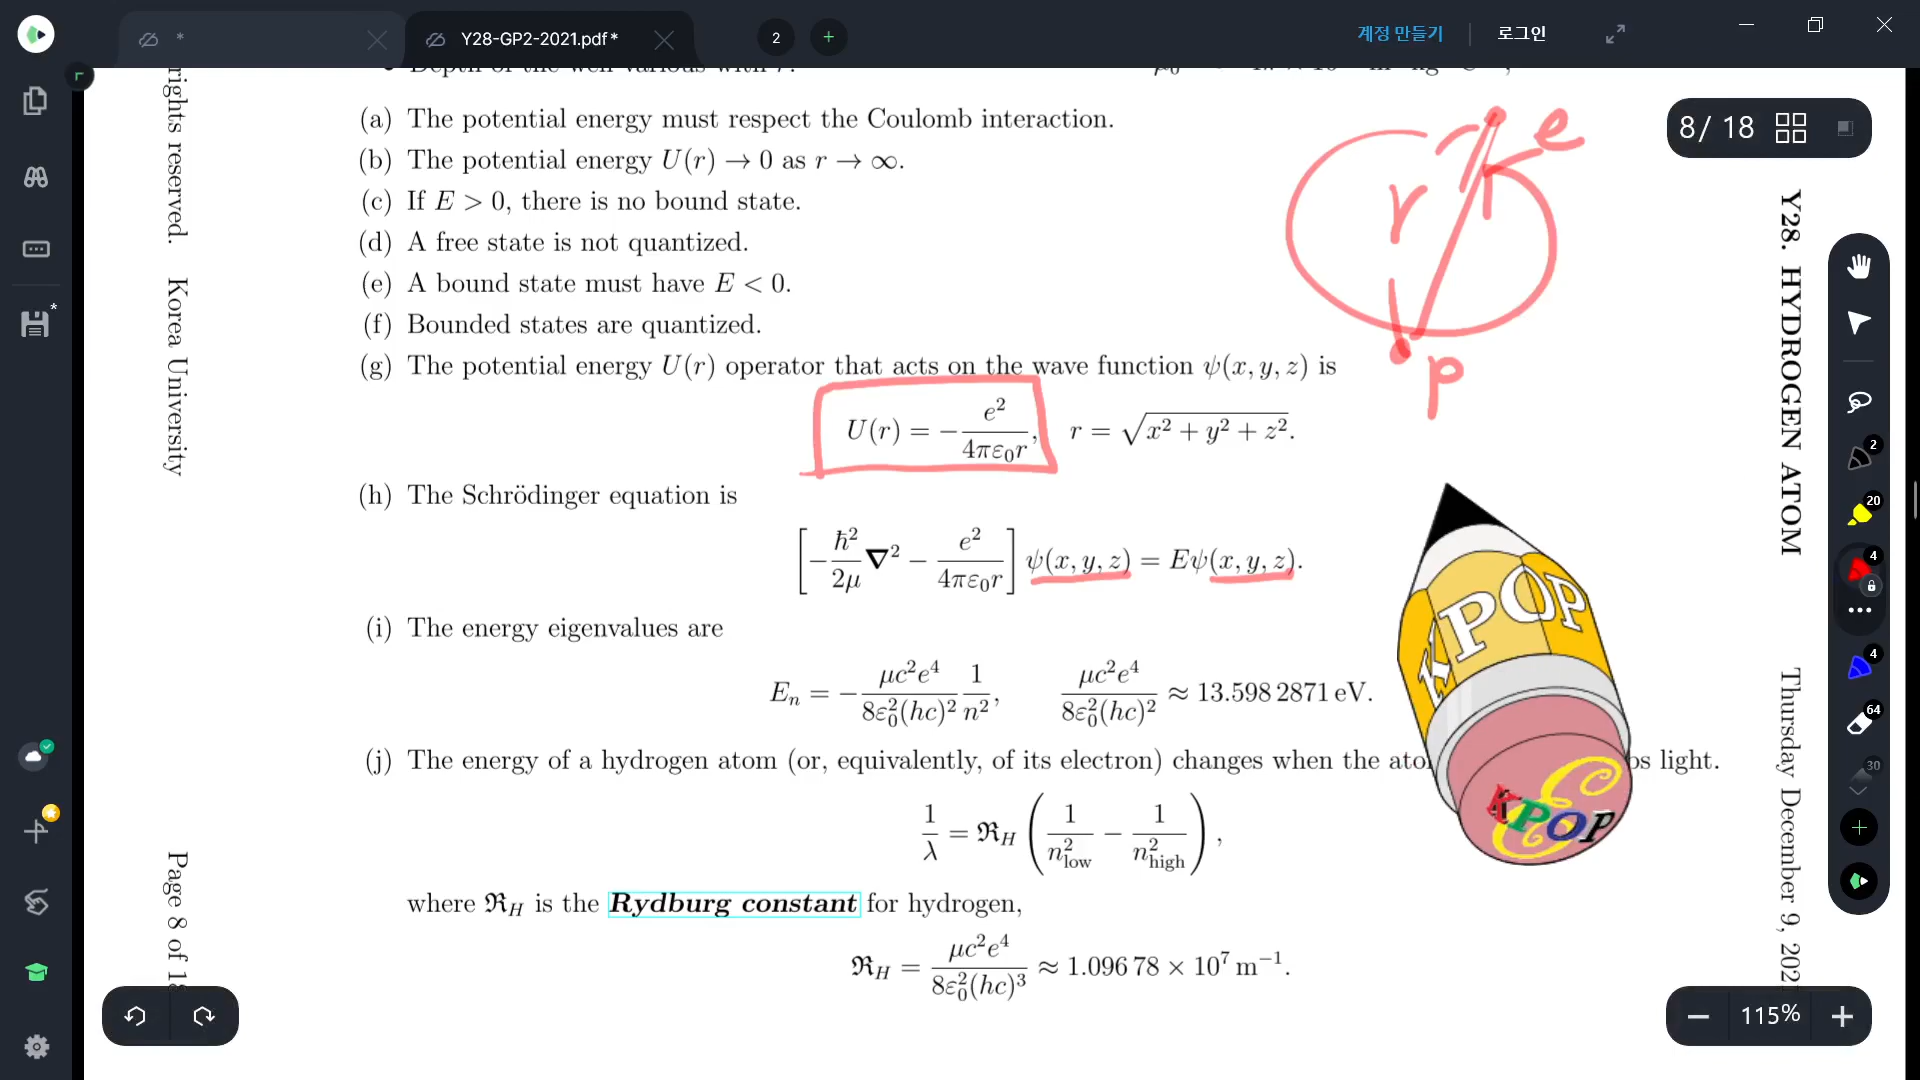 *
Y28-GP2-2021.pdf*
2
계정 만들기
로그인
8/ 18
(a) The potential energy must respect the Coulomb interaction.
(b) The potential energy U(r) → 0 as r → ∞.
(c) If E > 0, there is no bound state.
(d) A free state is not quantized.
(e) A bound state must have E < 0.
(f) Bounded states are quantized.
(g) The potential energy U(r) operator that acts on the wave function ψ(x, y, z) is
U(r) = −e²/4πε₀r, r = √x² + y² + z².
(h) The Schrödinger equation is
[−ħ²/2μ ∇² − e²/4πε₀r] ψ(x, y, z) = Eψ(x, y, z).
(i) The energy eigenvalues are
Eₙ = −μc²e⁴/8ε₀²(hc)² 1/n², μc²e⁴/8ε₀²(hc)² ≈ 13.598 2871 eV.
(j) The energy of a hydrogen atom (or, equivalently, of its electron) changes when the light.
1/λ = ℜ_H (1/n²_low − 1/n²_high),
where ℜ_H is the Rydburg constant for hydrogen,
ℜ_H = μc²e⁴/8ε₀²(hc)³ ≈ 1.096 78 × 10⁷ m⁻¹.
e
r
p
KPOP
KPOP
rights reserved. Korea University
Page 8 of
Y28. HYDROGEN ATOM
Thursday December 9,
2
20
4
4
64
30
115%